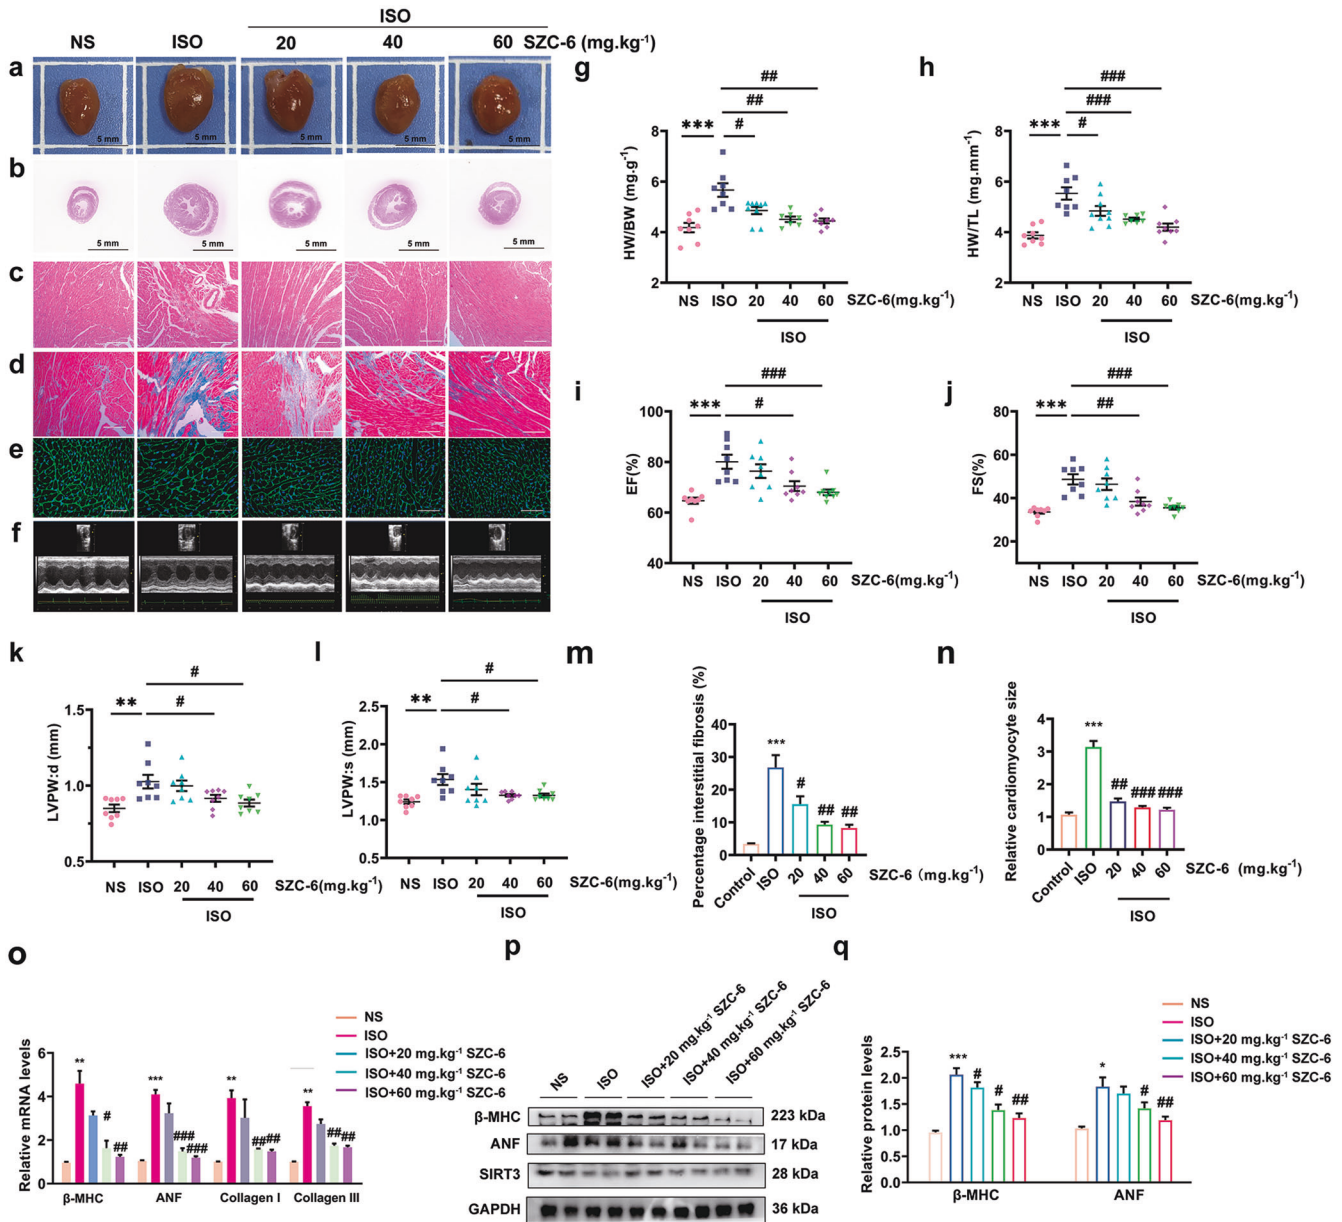 ISO
NS ISO 20 40 60 SZC-6 (mg.kg-1)
a
5 mm 5 mm 5 mm 5 mm 5 mm
b
5 mm 5 mm 5 mm 5 mm 5 mm
c
d
e
f
g
##
##
*** #
HW/BW (mg.g-1)
8
6
4
2
NS ISO 20 40 60 SZC-6(mg.kg-1)
ISO
h
###
###
*** #
HW/TL (mg.mm-1)
8
6
4
2
NS ISO 20 40 60 SZC-6(mg.kg-1)
ISO
i
###
*** #
EF(%)
100
80
60
40
NS ISO 20 40 60 SZC-6(mg.kg-1)
ISO
j
###
*** ##
FS(%)
80
60
40
20
NS ISO 20 40 60 SZC-6(mg.kg-1)
ISO
k
#
** #
LVPW:d (mm)
1.5
1.0
0.5
NS ISO 20 40 60 SZC-6(mg.kg-1)
ISO
l
#
** #
LVPW:s (mm)
2.5
2.0
1.5
1.0
0.5
NS ISO 20 40 60 SZC-6(mg.kg-1)
ISO
m
Percentage interstitial fibrosis (%)
40
30
20
10
0
*** # ## ##
Control ISO 20 40 60 SZC-6 (mg.kg-1)
ISO
n
Relative cardiomyocyte size
4
3
2
1
0
*** ## ### ###
Control ISO 20 40 60 SZC-6 (mg.kg-1)
ISO
o
NS
ISO
ISO+20 mg.kg-1 SZC-6
ISO+40 mg.kg-1 SZC-6
ISO+60 mg.kg-1 SZC-6
Relative mRNA levels
6
4
2
0
** # ## *** ### ### ** ## ## ** ## ##
β-MHC ANF Collagen I Collagen III
p
NS ISO ISO+20 mg.kg-1 SZC-6 ISO+40 mg.kg-1 SZC-6 ISO+60 mg.kg-1 SZC-6
β-MHC 223 kDa
ANF 17 kDa
SIRT3 28 kDa
GAPDH 36 kDa
q
NS
ISO
ISO+20 mg.kg-1 SZC-6
ISO+40 mg.kg-1 SZC-6
ISO+60 mg.kg-1 SZC-6
Relative protein levels
2.5
2.0
1.5
1.0
0.5
0.0
*** # # ## * # ##
β-MHC ANF